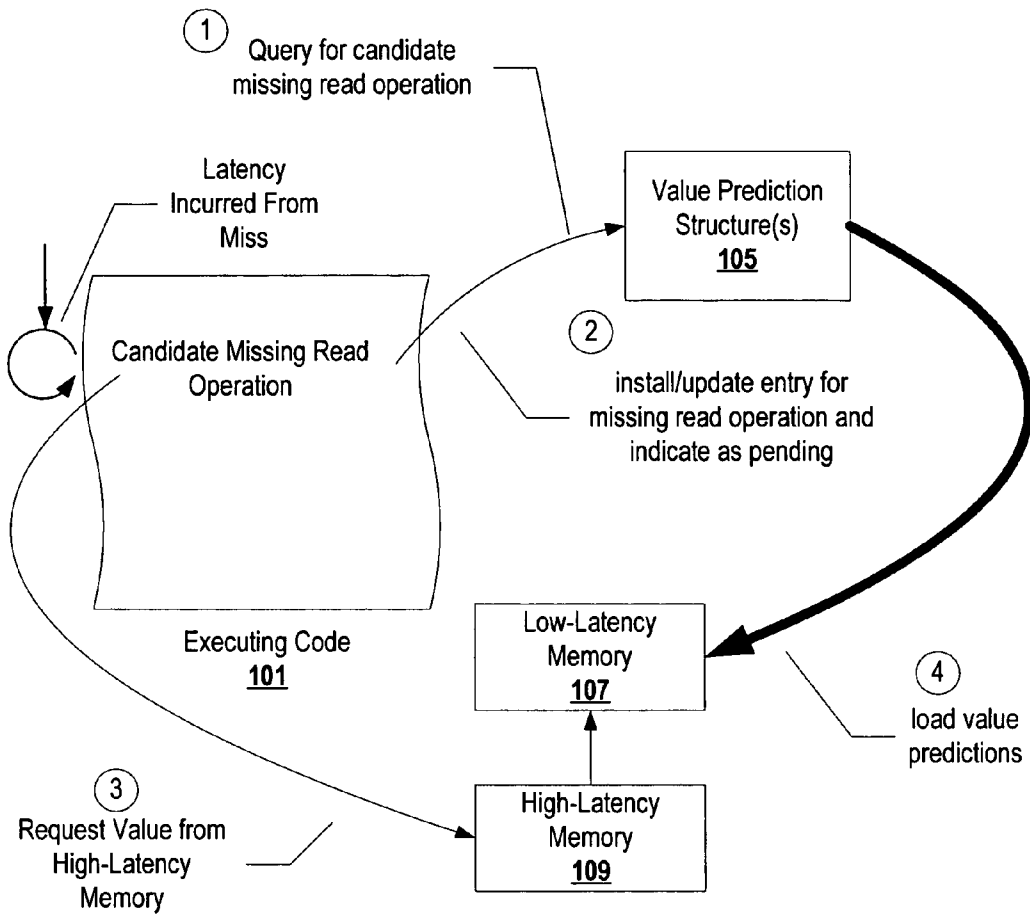 1
Query for candidate
missing read operation
Latency
Incurred From
Miss
Value Prediction
Structure(s)
105
Candidate Missing Read
Operation
2
install/update entry for
missing read operation and
indicate as pending
Executing Code
101
Low-Latency
Memory
107
4
load value
predictions
3
Request Value from
High-Latency
Memory
High-Latency
Memory
109